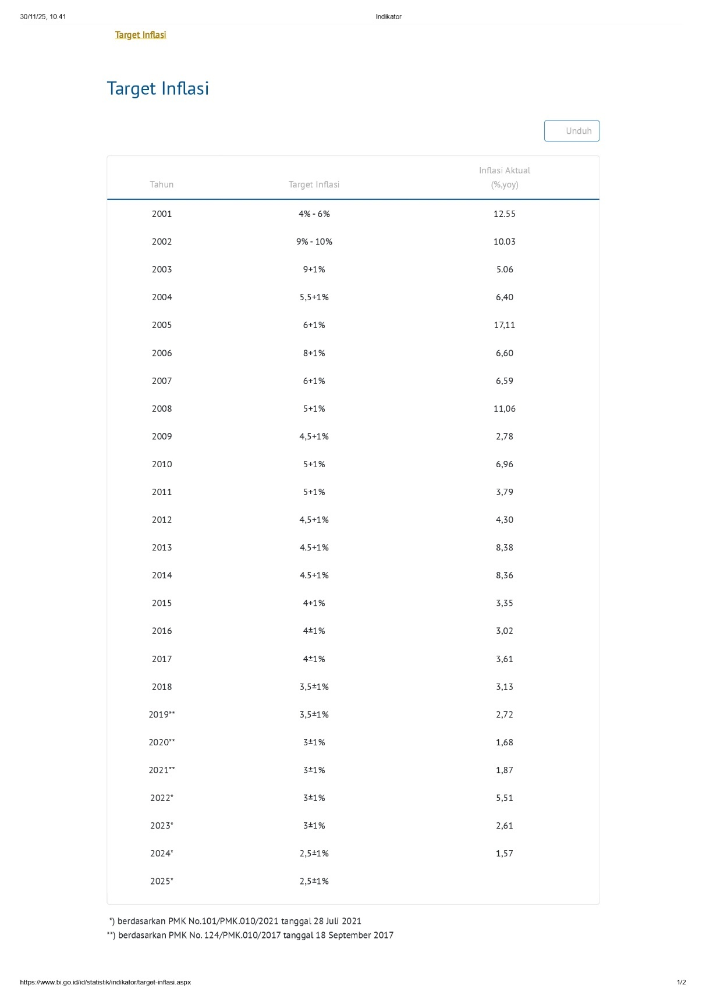 30/11/25, 10.41 Indikator
Target Inflasi
Target Inflasi
Unduh
Tahun Target Inflasi Inflasi Aktual (%,yoy)
2001 4% - 6% 12.55
2002 9% - 10% 10.03
2003 9+1% 5.06
2004 5,5+1% 6,40
2005 6+1% 17,11
2006 8+1% 6,60
2007 6+1% 6,59
2008 5+1% 11,06
2009 4,5+1% 2,78
2010 5+1% 6,96
2011 5+1% 3,79
2012 4,5+1% 4,30
2013 4.5+1% 8,38
2014 4.5+1% 8,36
2015 4+1% 3,35
2016 4±1% 3,02
2017 4±1% 3,61
2018 3,5±1% 3,13
2019** 3,5±1% 2,72
2020** 3±1% 1,68
2021** 3±1% 1,87
2022* 3±1% 5,51
2023* 3±1% 2,61
2024* 2,5±1% 1,57
2025* 2,5±1%
*) berdasarkan PMK No.101/PMK.010/2021 tanggal 28 Juli 2021
**) berdasarkan PMK No. 124/PMK.010/2017 tanggal 18 September 2017
https://www.bi.go.id/id/statistik/indikator/target-inflasi.aspx 1/2